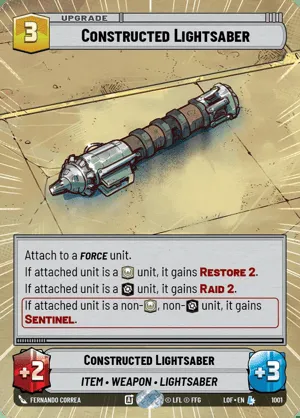 UPGRADE
3
CONSTRUCTED LIGHTSABER
Attach to a FORCE unit.
If attached unit is a unit, it gains RESTORE 2.
If attached unit is a unit, it gains RAID 2.
If attached unit is a non-, non- unit, it gains
SENTINEL.
+2
CONSTRUCTED LIGHTSABER
ITEM • WEAPON • LIGHTSABER
+3
FERNANDO CORREA
© LFL © FFG
LOF • EN
1001